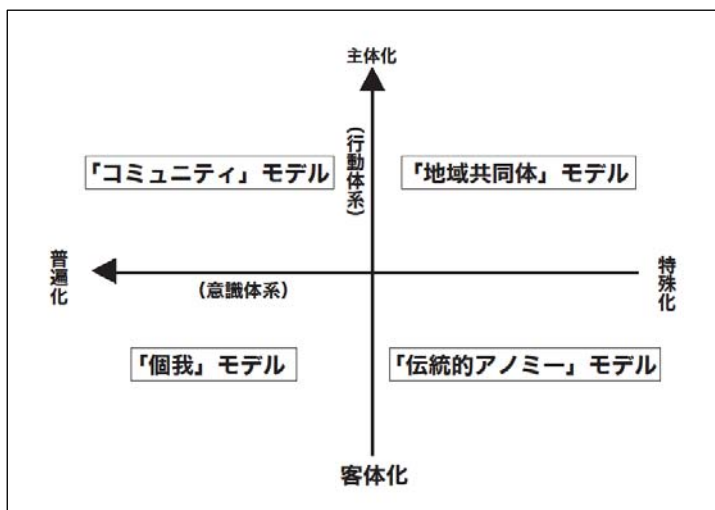 主体化
(行動体系)
「コミュニティ」モデル
「地域共同体」モデル
普遍化
(意識体系)
特殊化
「個我」モデル
「伝統的アノミー」モデル
客体化